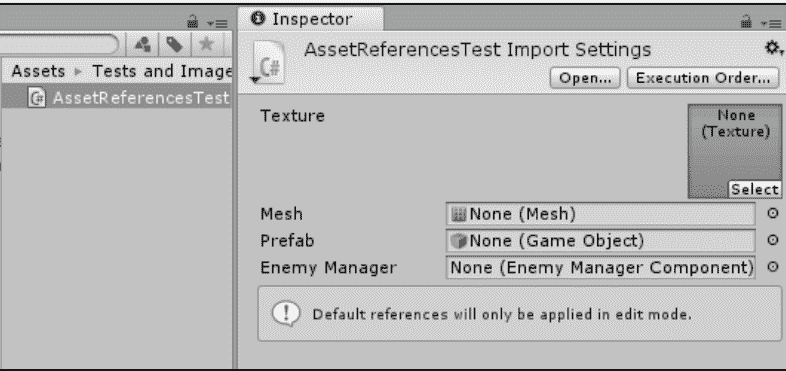 Inspector
AssetReferencesTest Import Settings
C#
Open... Execution Order...
Assets ▸ Tests and Image
C# AssetReferencesTest
Texture
None
(Texture)
Select
Mesh None (Mesh)
Prefab None (Game Object)
Enemy Manager None (Enemy Manager Component)
Default references will only be applied in edit mode.